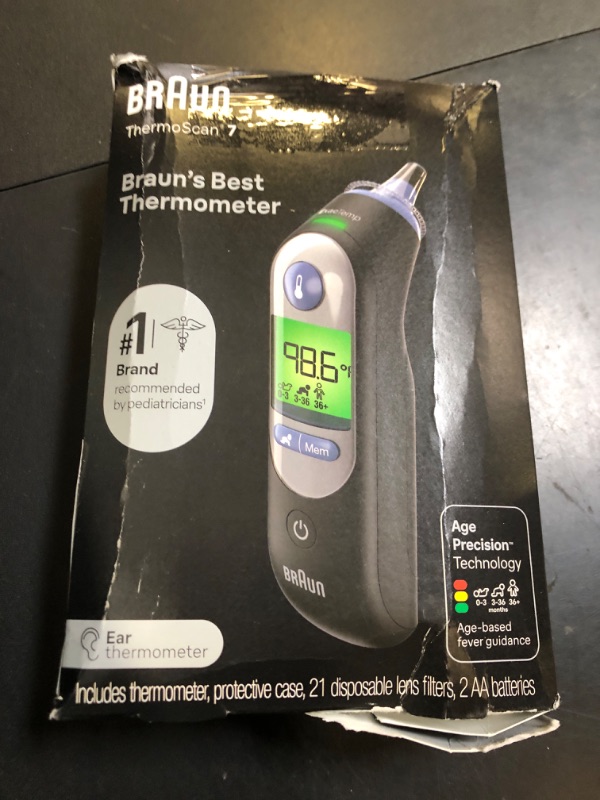 BRAUN
ThermoScan 7
Braun's Best
Thermometer
#1
Brand
recommended
by pediatricians¹
98.6°F
0-3 3-36 36+
Mem
BRAUN
Age
Precision™
Technology
0-3 3-36 36+
months
Age-based
fever guidance
Ear
thermometer
Includes thermometer, protective case, 21 disposable lens filters, 2 AA batteries